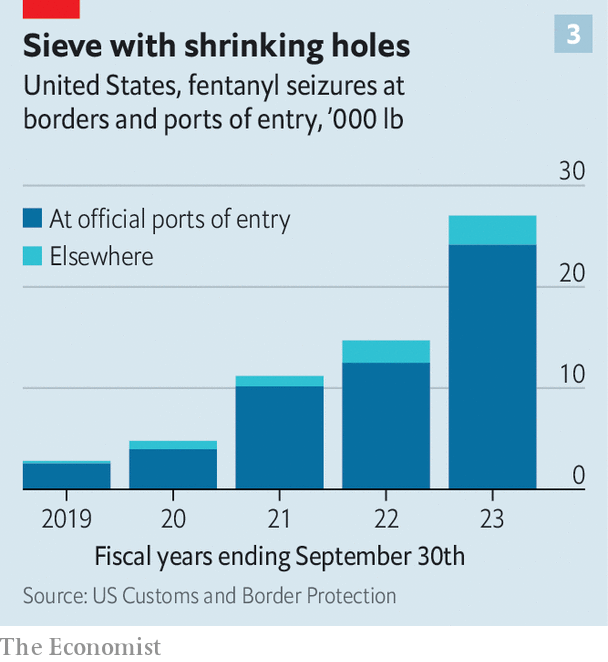 Sieve with shrinking holes
3
United States, fentanyl seizures at
borders and ports of entry, ’000 lb
30
At official ports of entry
Elsewhere
20
10
0
2019
20
21
22
23
Fiscal years ending September 30th
Source: US Customs and Border Protection
The Economist